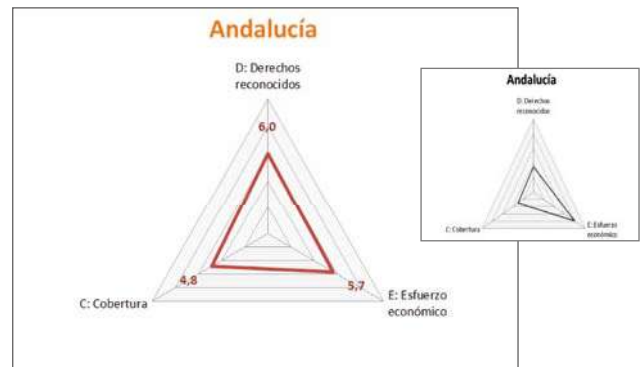 Andalucía
D: Derechos
reconocidos
6,0
4,8
5,7
C: Cobertura
E: Esfuerzo
económico
Andalucía
D: Derechos
reconocidos
C: Cobertura
E: Esfuerzo
económico